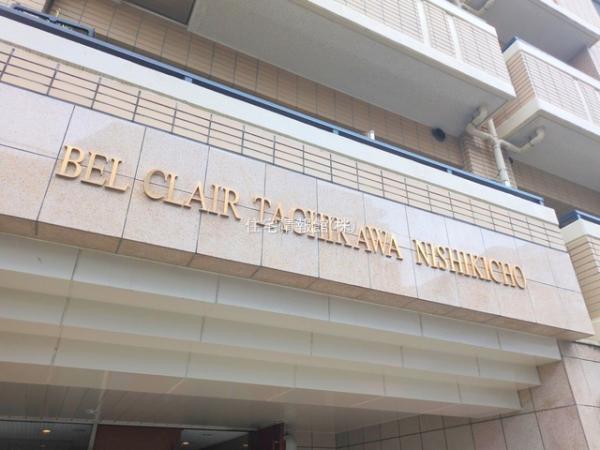 BEL CLAIR TACHIKAWA NISHIKICHO
住宅情報館(株)